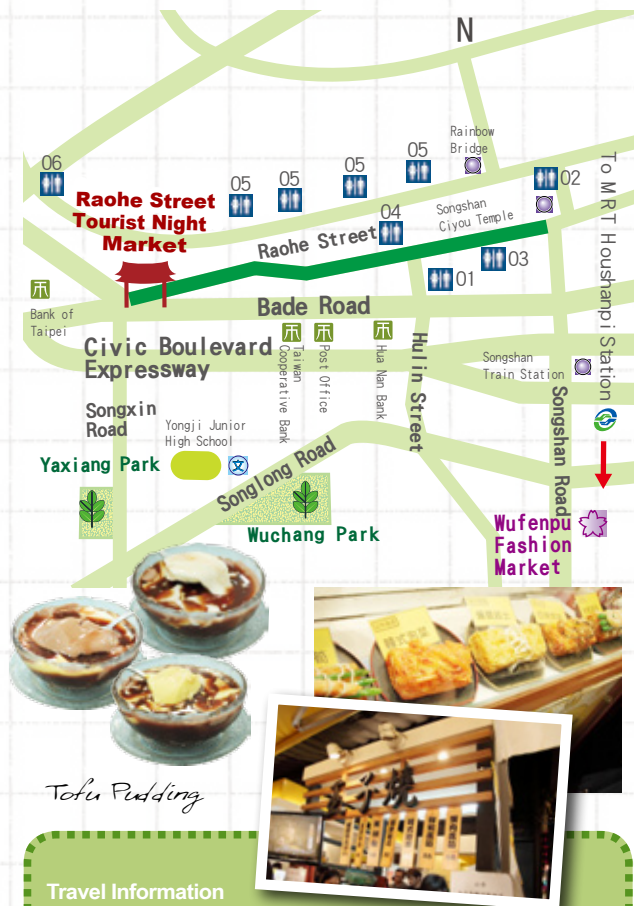 N
Rainbow
Bridge
06
05
05
05
05
02
Raohe Street
Tourist Night
Market
04
Songshan
Ciyou Temple
Raohe Street
03
01
To MRT Houshanpi Station
Bank of
Taipei
Bade Road
Civic Boulevard
Expressway
Taiwan
Cooperative Bank
Post Office
Hua Nan Bank
Hulin Street
Songshan
Train Station
Songshan Road
Songxin
Road
Yongji Junior
High School
文
Yaxiang Park
Songlong Road
Wuchang Park
Wufenpu
Fashion
Market
Tofu Pudding
Travel Information